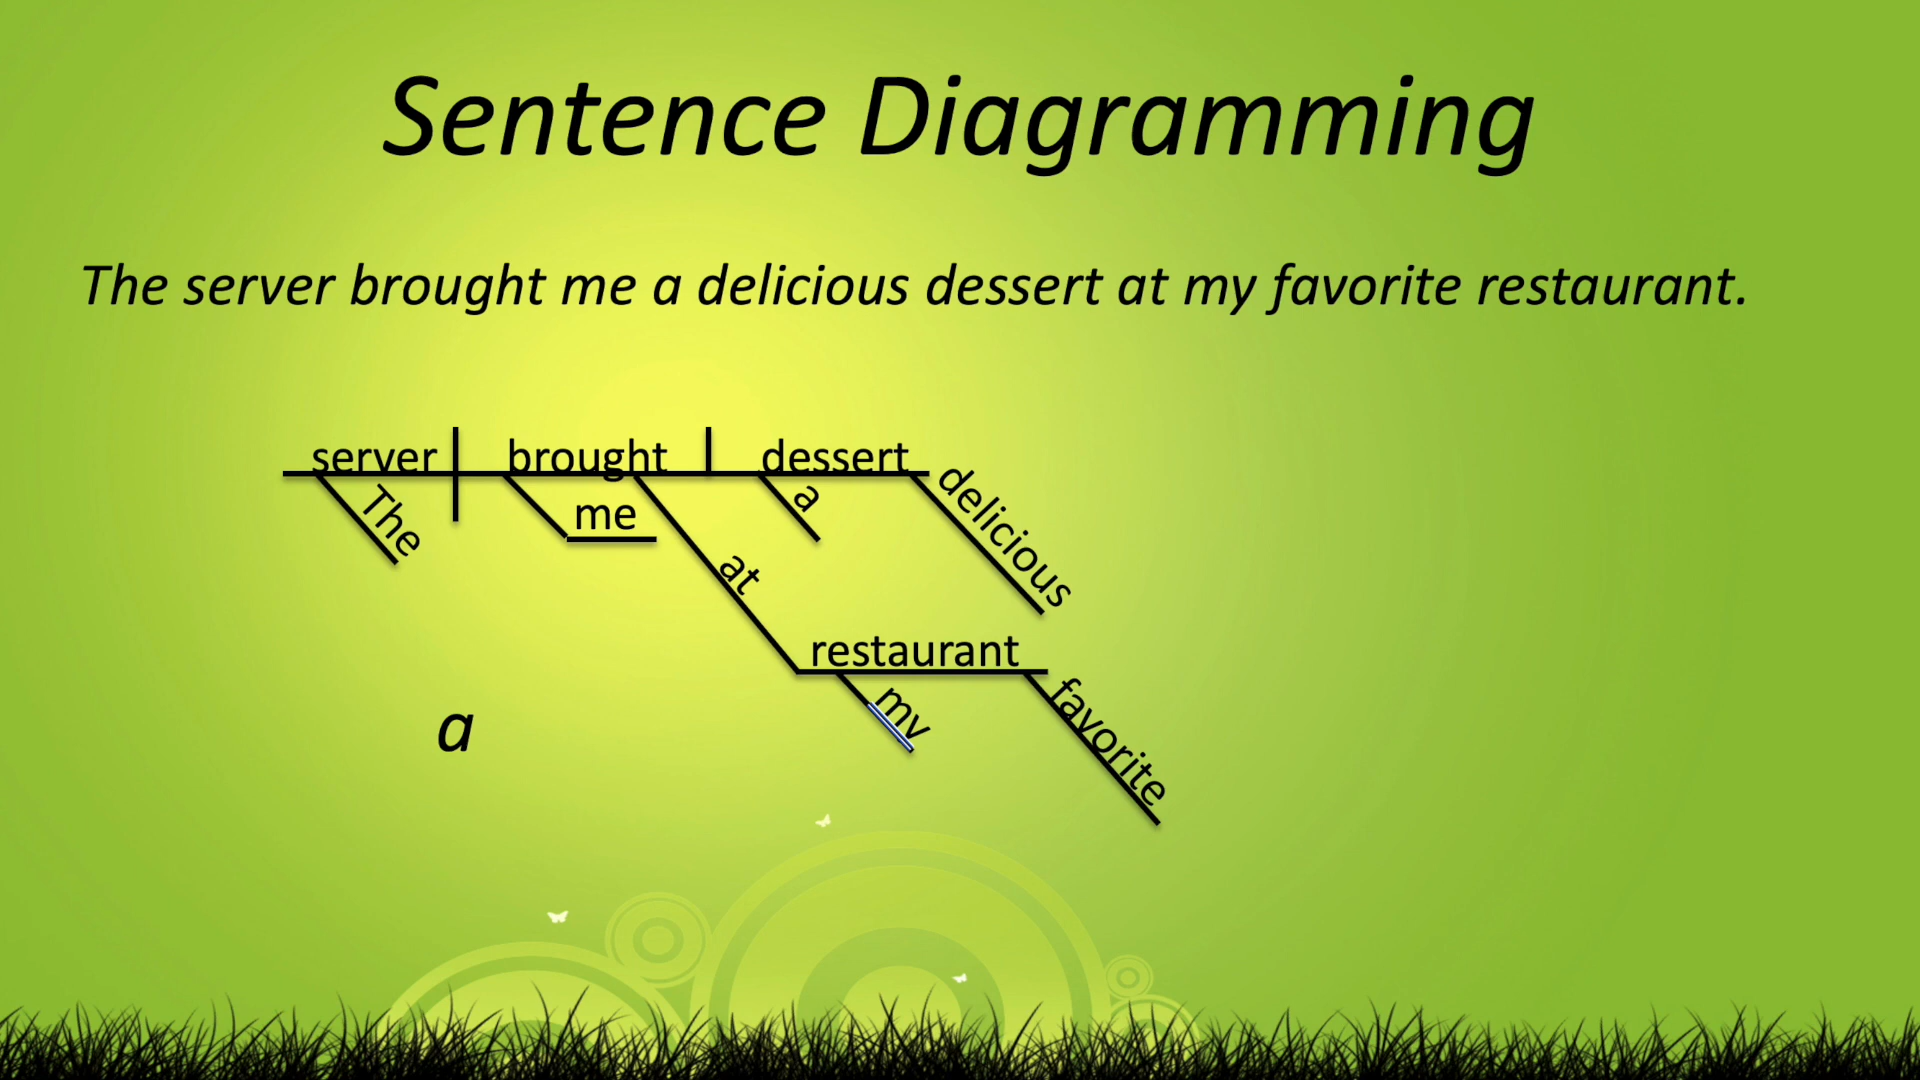 Sentence Diagramming
The server brought me a delicious dessert at my favorite restaurant.
server brought dessert
The
me
a
delicious
at
restaurant
my
favorite
a